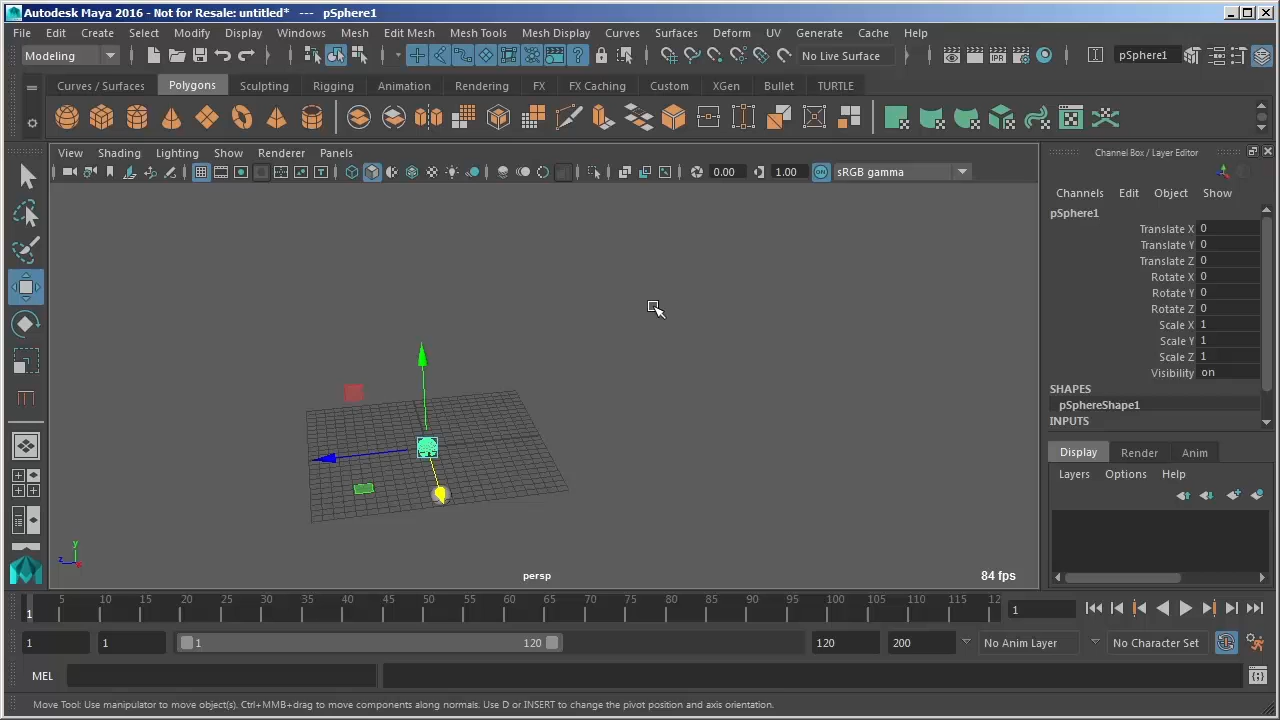 Autodesk Maya 2016 - Not for Resale: untitled*   ---   pSphere1
File Edit Create Select Modify Display Windows Mesh Edit Mesh Mesh Tools Mesh Display Curves Surfaces Deform UV Generate Cache Help
Modeling No Live Surface IPR pSphere1
Curves / Surfaces Polygons Sculpting Rigging Animation Rendering FX FX Caching Custom XGen Bullet TURTLE
View Shading Lighting Show Renderer Panels
0.00 1.00 ON sRGB gamma
Channel Box / Layer Editor
Channels Edit Object Show
pSphere1
Translate X 0
Translate Y 0
Translate Z 0
Rotate X 0
Rotate Y 0
Rotate Z 0
Scale X 1
Scale Y 1
Scale Z 1
Visibility on
SHAPES
pSphereShape1
INPUTS
Display Render Anim
Layers Options Help
y
z x
persp
84 fps
1 5 10 15 20 25 30 35 40 45 50 55 60 65 70 75 80 85 90 95 100 105 110 115 12 1
1 1 1 120 120 200 No Anim Layer No Character Set
MEL
Move Tool: Use manipulator to move object(s). Ctrl+MMB+drag to move components along normals. Use D or INSERT to change the pivot position and axis orientation.